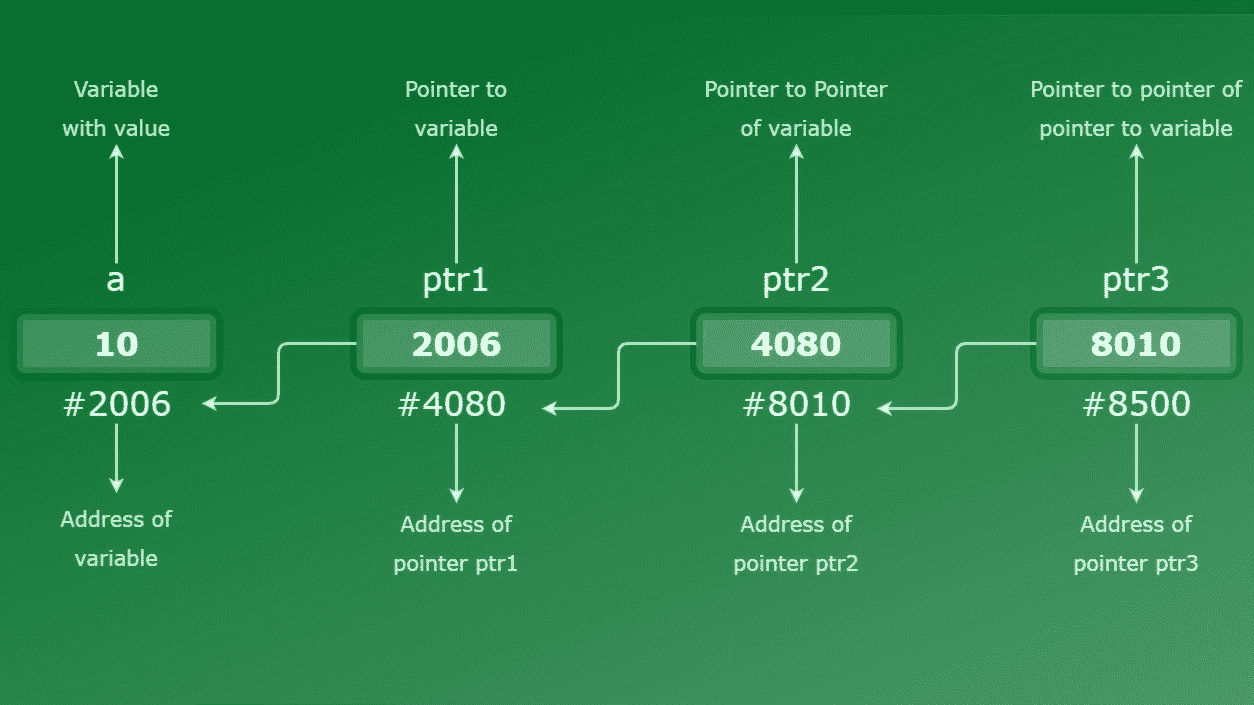 Variable
with value
Pointer to
variable
Pointer to Pointer
of variable
Pointer to pointer of
pointer to variable
a
ptr1
ptr2
ptr3
10
2006
4080
8010
#2006
#4080
#8010
#8500
Address of
variable
Address of
pointer ptr1
Address of
pointer ptr2
Address of
pointer ptr3